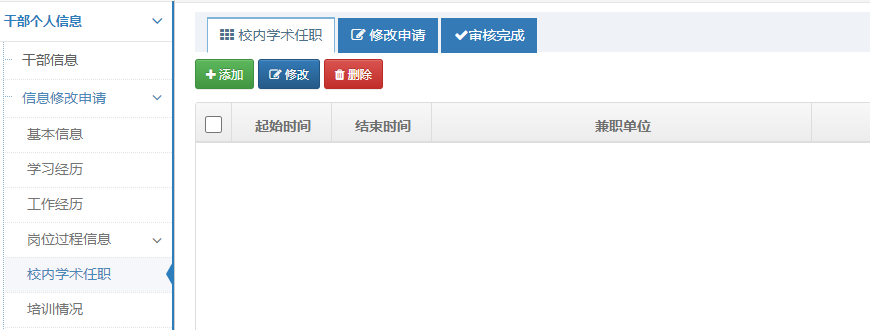 干部个人信息
干部信息
信息修改申请
基本信息
学习经历
工作经历
岗位过程信息
校内学术任职
培训情况
校内学术任职 修改申请 审核完成
添加 修改 删除
起始时间 结束时间 兼职单位